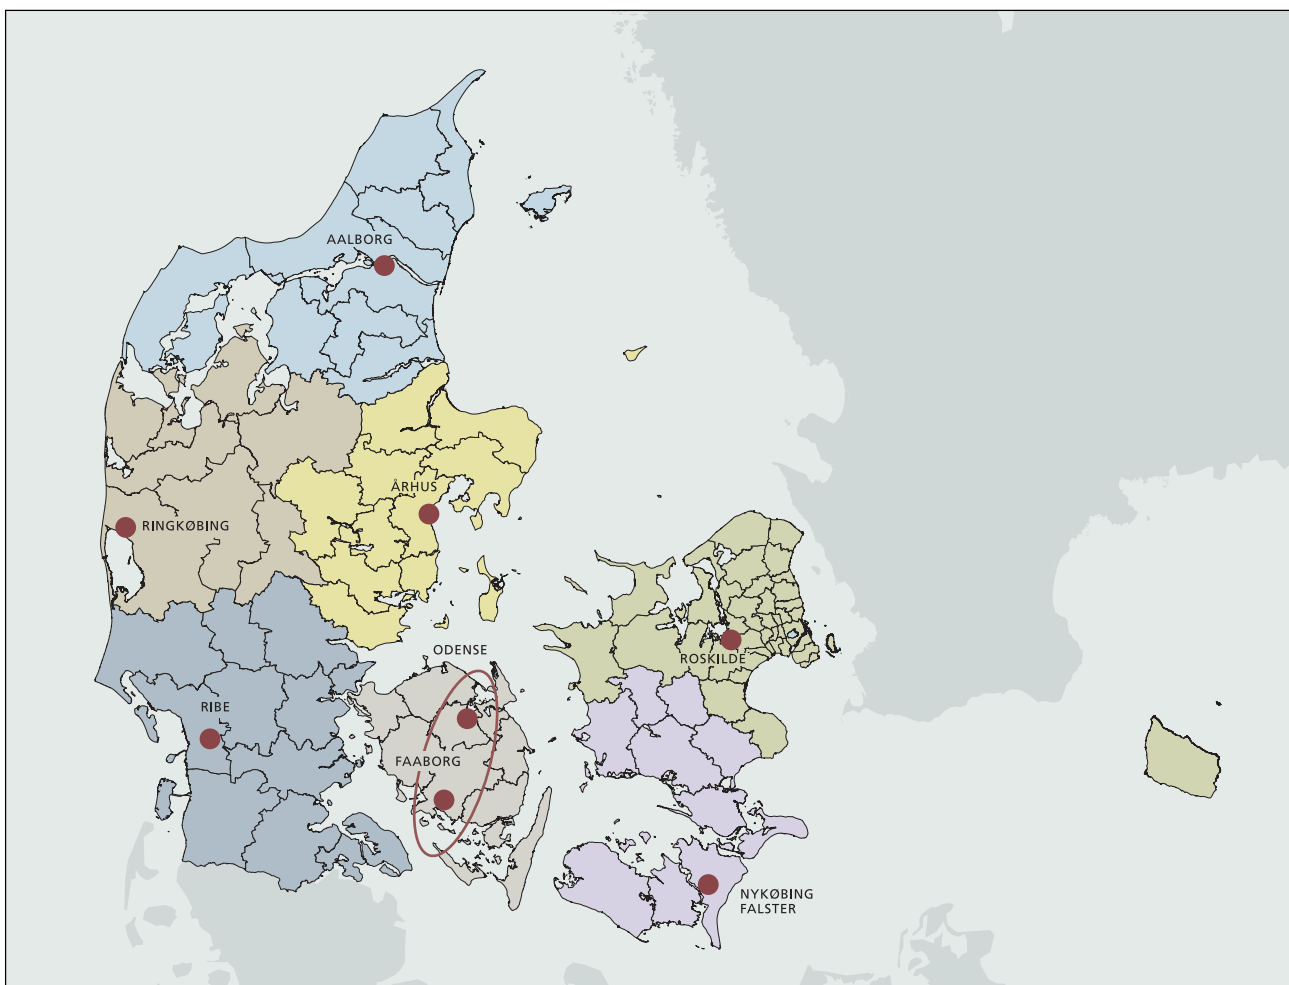 AALBORG
ÅRHUS
RINGKØBING
ODENSE
ROSKILDE
RIBE
FAABORG
NYKØBING
FALSTER